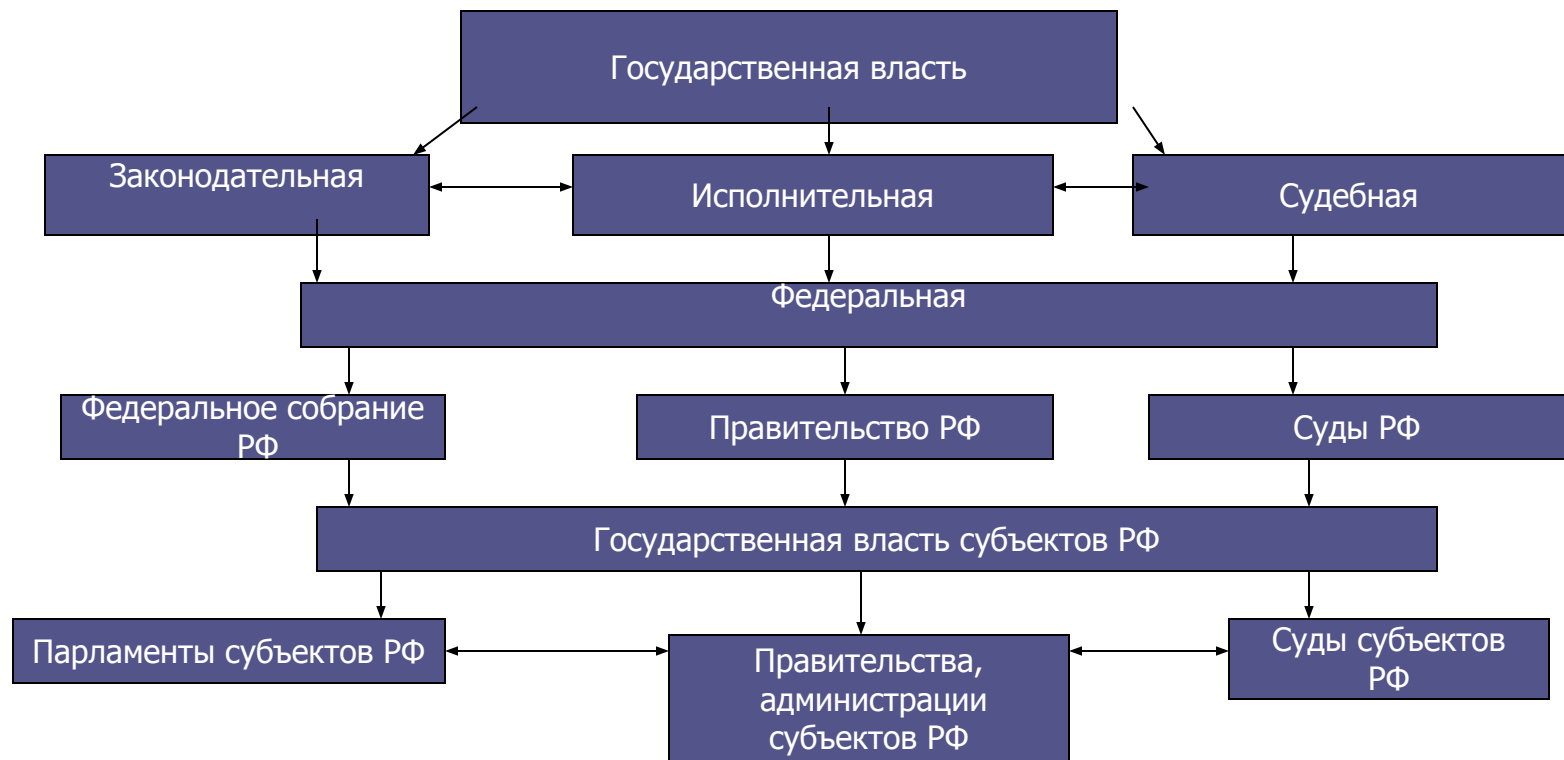 Государственная власть
Законодательная
Исполнительная
Судебная
Федеральная
Федеральное собрание
РФ
Правительство РФ
Суды РФ
Государственная власть субъектов РФ
Парламенты субъектов РФ
Правительства,
администрации
субъектов РФ
Суды субъектов
РФ